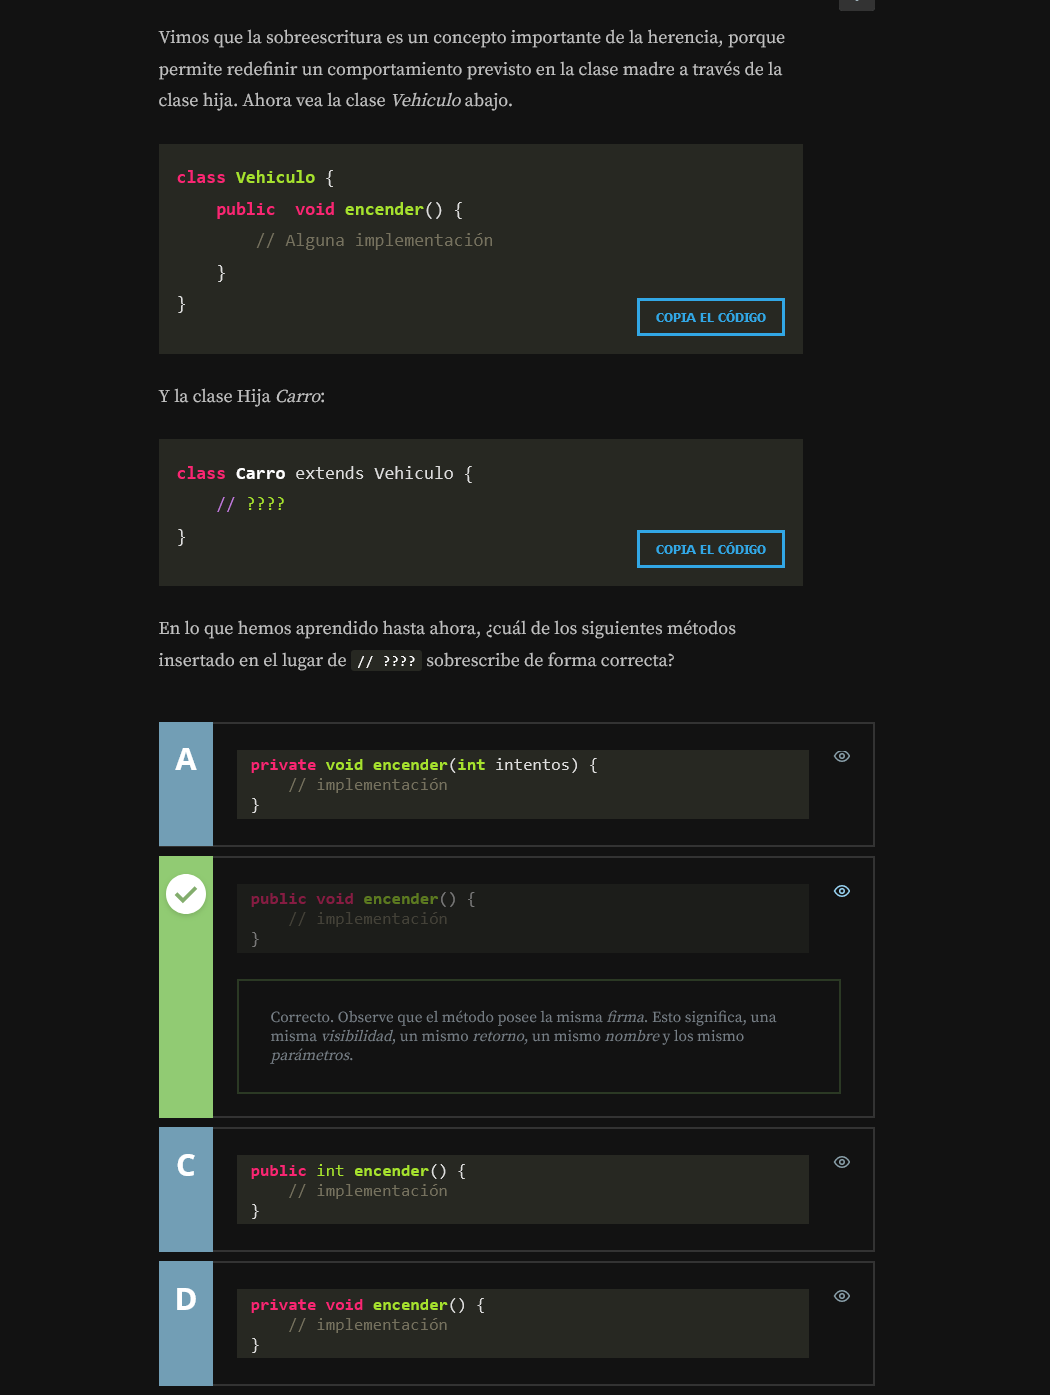 Vimos que la sobreescritura es un concepto importante de la herencia, porque
permite redefinir un comportamiento previsto en la clase madre a través de la
clase hija. Ahora vea la clase Vehiculo abajo.
class Vehiculo {
    public  void encender() {
        // Alguna implementación
    }
}
COPIA EL CÓDIGO
Y la clase Hija Carro:
class Carro extends Vehiculo {
    // ????
}
COPIA EL CÓDIGO
En lo que hemos aprendido hasta ahora, ¿cuál de los siguientes métodos
insertado en el lugar de // ???? sobrescribe de forma correcta?
A
private void encender(int intentos) {
    // implementación
}
public void encender() {
    // implementación
}
Correcto. Observe que el método posee la misma firma. Esto significa, una
misma visibilidad, un mismo retorno, un mismo nombre y los mismo
parámetros.
C
public int encender() {
    // implementación
}
D
private void encender() {
    // implementación
}